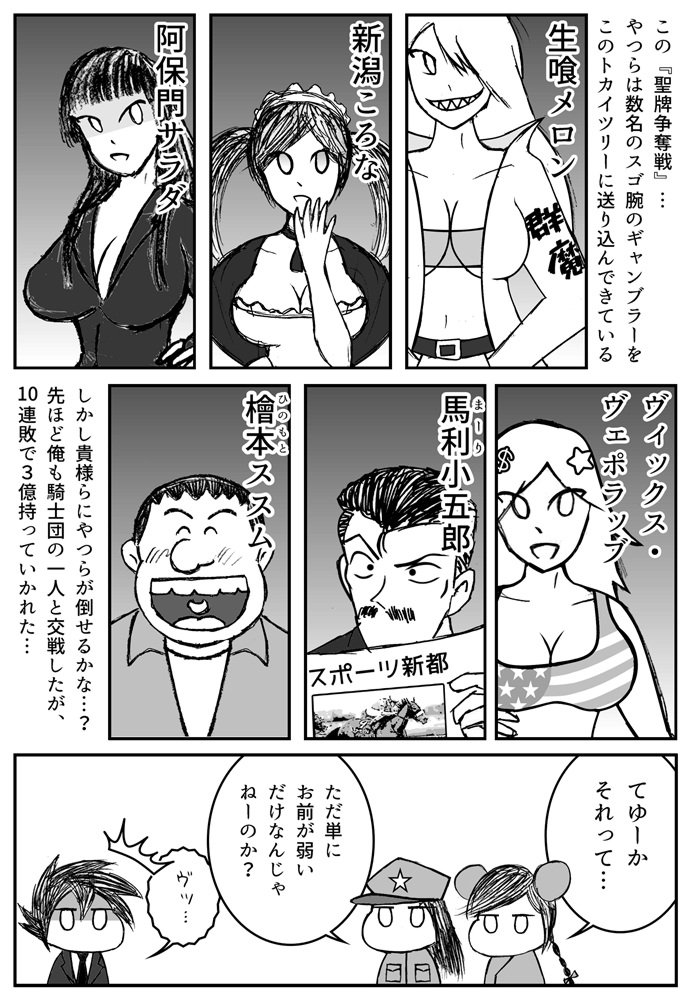 この『聖牌争奪戦』…
やつらは数名のスゴ腕のギャンブラーを
このトカイツリーに送り込んできている
生喰メロン
群魔
新潟ころな
阿保門サラダ
ヴィックス・
ヴェポラップ
$
馬利小五郎
まーり
スポーツ新都
檜本ススム
ひのもと
しかし貴様らにやつらが倒せるかな…?
先ほど俺も騎士団の一人と交戦したが、
10連敗で3億持っていかれた…
てゆーか
それって…
ただ単に
お前が弱い
だけなんじゃ
ねーのか?
ヴッ…